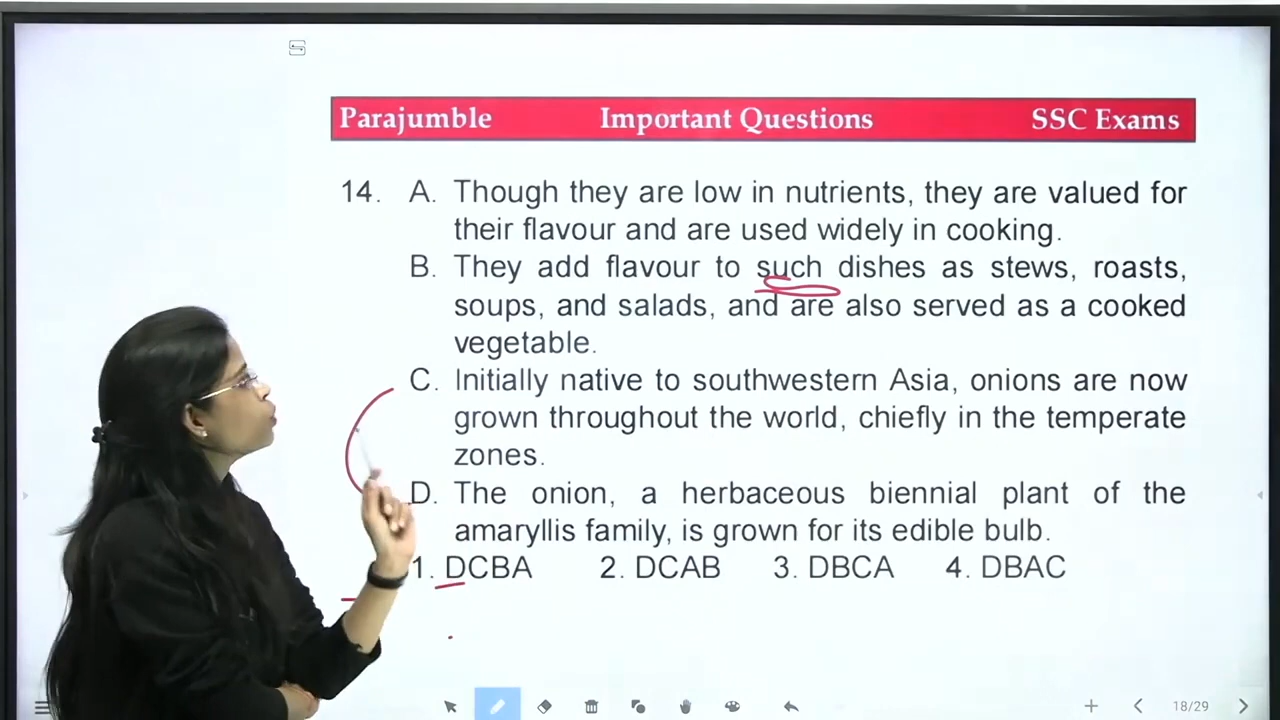 Parajumble Important Questions SSC Exams
14. A. Though they are low in nutrients, they are valued for
their flavour and are used widely in cooking.
B. They add flavour to such dishes as stews, roasts,
soups, and salads, and are also served as a cooked
vegetable.
C. Initially native to southwestern Asia, onions are now
grown throughout the world, chiefly in the temperate
zones.
D. The onion, a herbaceous biennial plant of the
amaryllis family, is grown for its edible bulb.
1. DCBA 2. DCAB 3. DBCA 4. DBAC
18/29